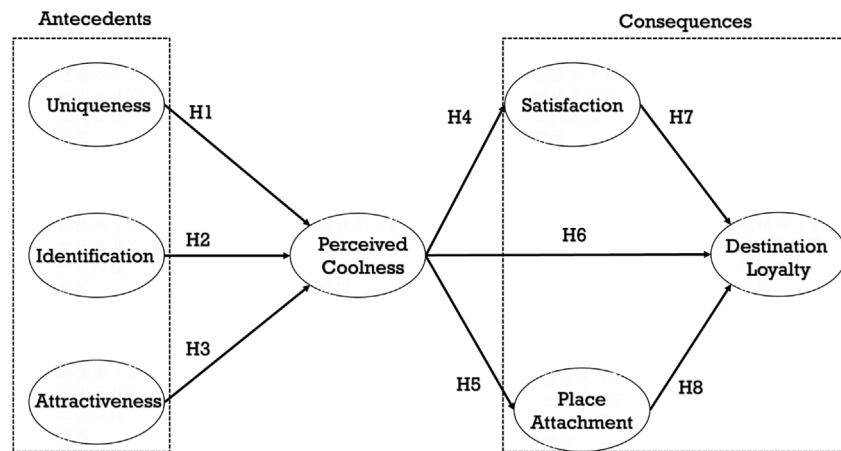 Antecedents
Consequences
Uniqueness
H1
H4
Satisfaction
H7
Identification
H2
Perceived
Coolness
H6
Destination
Loyalty
H3
Attractiveness
H5
Place
Attachment
H8